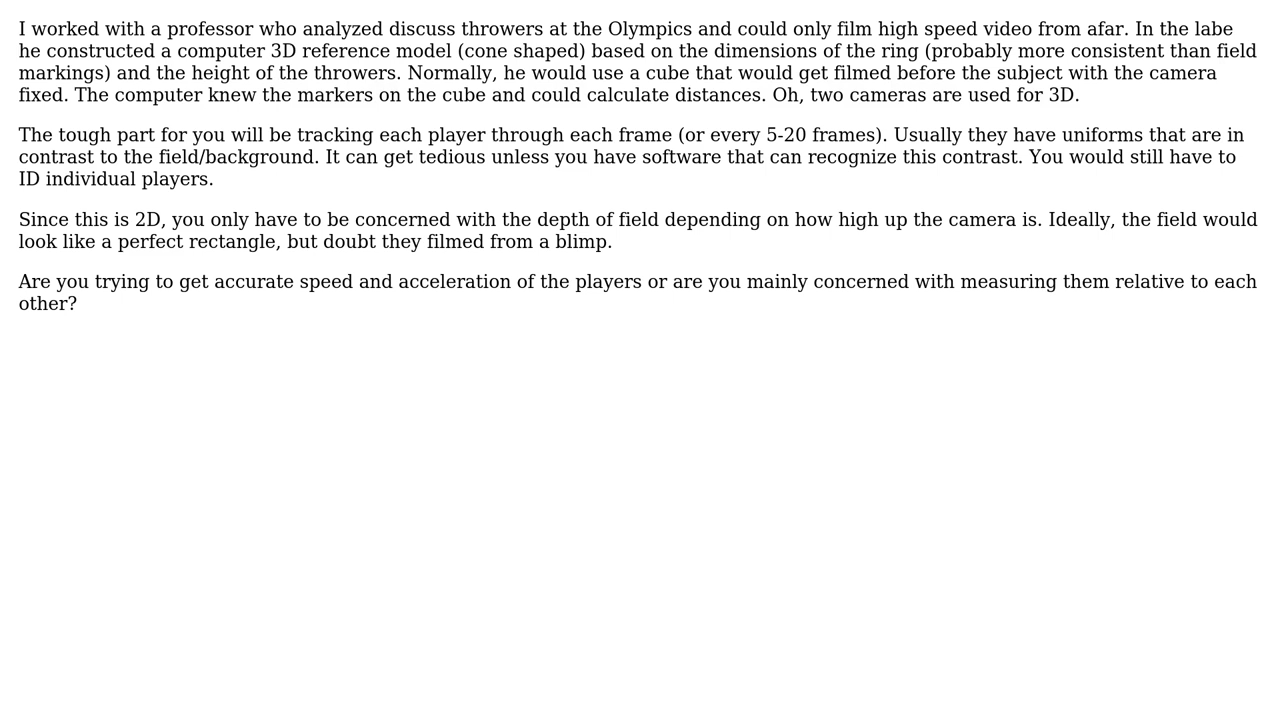 I worked with a professor who analyzed discuss throwers at the Olympics and could only film high speed video from afar. In the labe
he constructed a computer 3D reference model (cone shaped) based on the dimensions of the ring (probably more consistent than field
markings) and the height of the throwers. Normally, he would use a cube that would get filmed before the subject with the camera
fixed. The computer knew the markers on the cube and could calculate distances. Oh, two cameras are used for 3D.
The tough part for you will be tracking each player through each frame (or every 5-20 frames). Usually they have uniforms that are in
contrast to the field/background. It can get tedious unless you have software that can recognize this contrast. You would still have to
ID individual players.
Since this is 2D, you only have to be concerned with the depth of field depending on how high up the camera is. Ideally, the field would
look like a perfect rectangle, but doubt they filmed from a blimp.
Are you trying to get accurate speed and acceleration of the players or are you mainly concerned with measuring them relative to each
other?